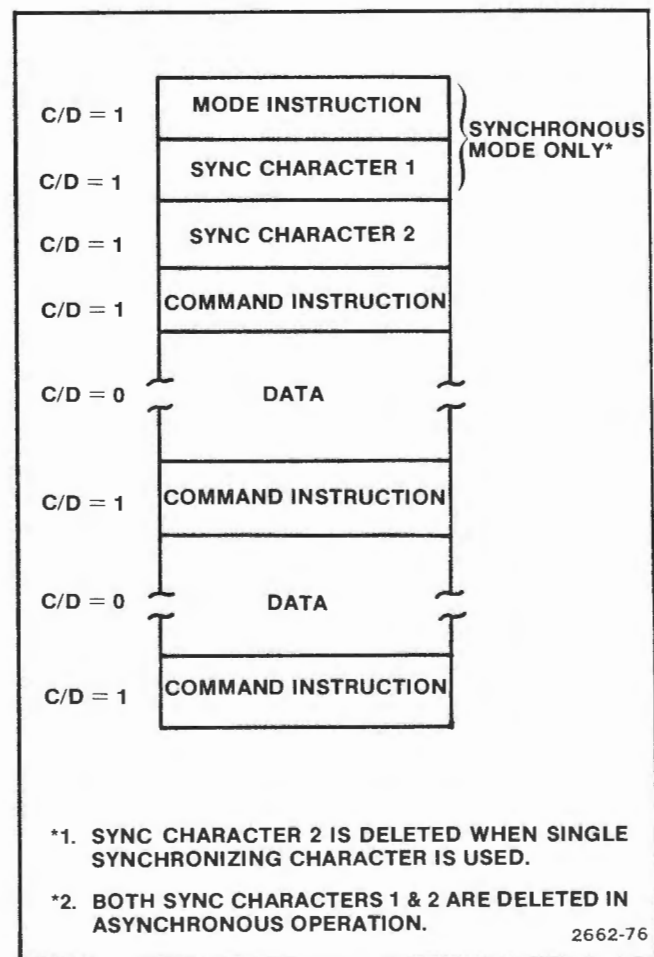 C/D = 1 MODE INSTRUCTION
SYNCHRONOUS
MODE ONLY*
C/D = 1 SYNC CHARACTER 1
C/D = 1 SYNC CHARACTER 2
C/D = 1 COMMAND INSTRUCTION
C/D = 0 DATA
C/D = 1 COMMAND INSTRUCTION
C/D = 0 DATA
C/D = 1 COMMAND INSTRUCTION
*1. SYNC CHARACTER 2 IS DELETED WHEN SINGLE
SYNCHRONIZING CHARACTER IS USED.
*2. BOTH SYNC CHARACTERS 1 & 2 ARE DELETED IN
ASYNCHRONOUS OPERATION.
2662-76